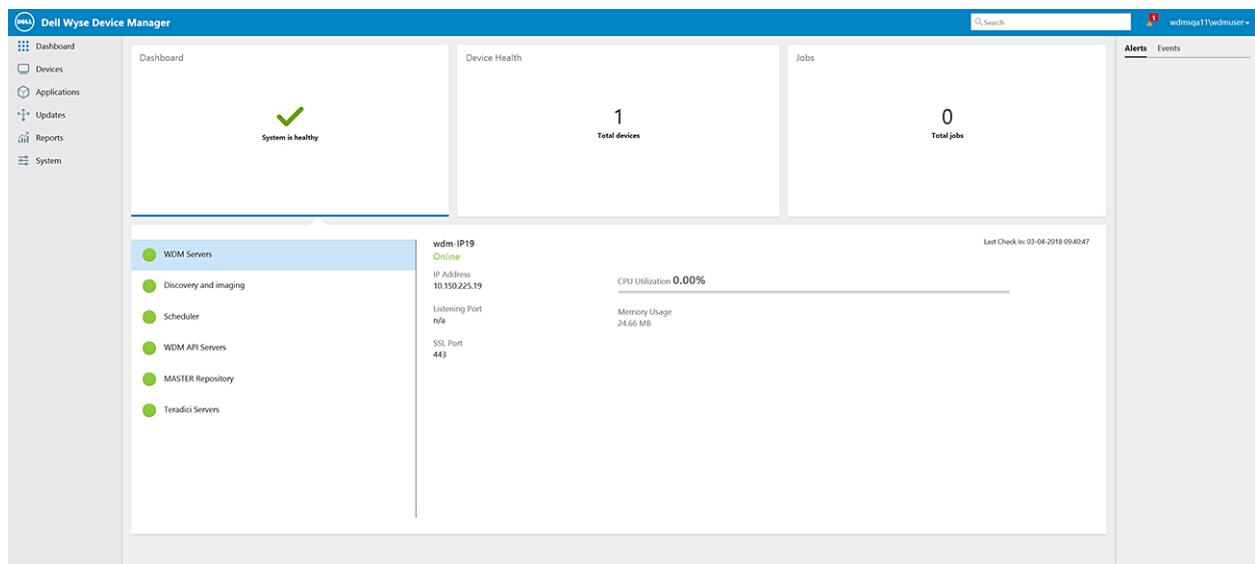 DELL Dell Wyse Device Manager
Search
1
wdmsqa11\wdmuser
Dashboard
Devices
Applications
Updates
Reports
System
Dashboard
System is healthy
Device Health
1
Total devices
Jobs
0
Total jobs
WDM Servers
Discovery and imaging
Scheduler
WDM API Servers
MASTER Repository
Teradici Servers
wdm-IP19
Online
IP Address
10.150.225.19
Listening Port
n/a
SSL Port
443
Last Check In: 03-04-2018 09:40:47
CPU Utilization 0.00%
Memory Usage
24.66 MB
Alerts Events